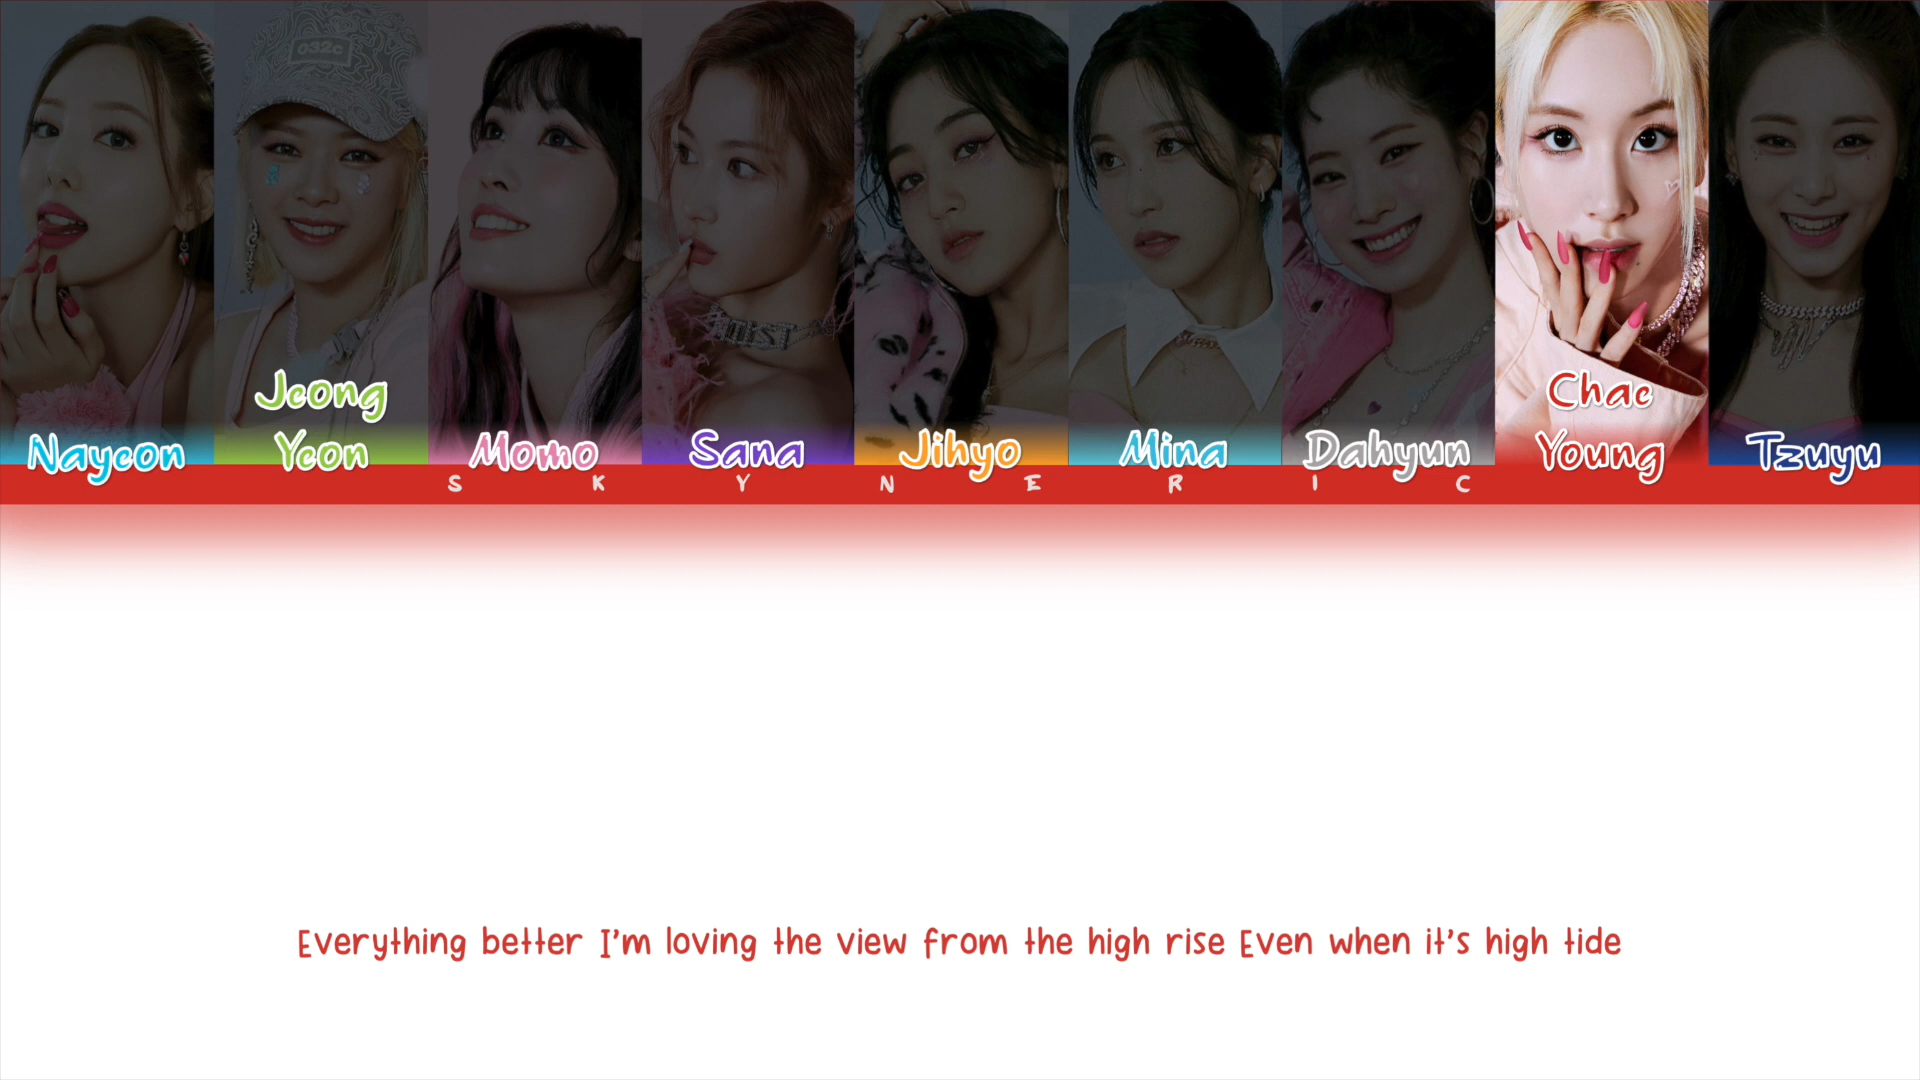 032c
Nayeon
Jeong
Yeon
Momo
Sana
Jihyo
Mina
Dahyun
Chae
Young
Tzuyu
S K Y N E R I C
Everything better I'm loving the view from the high rise Even when it's high tide